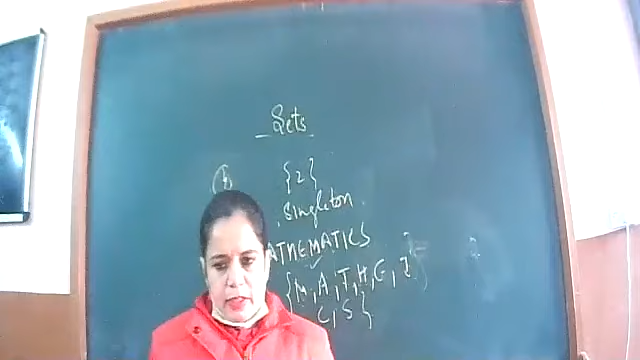 Sets
{2}
Singleton.
ATHEMATICS
{M, A, T, H, E, I
C, S}